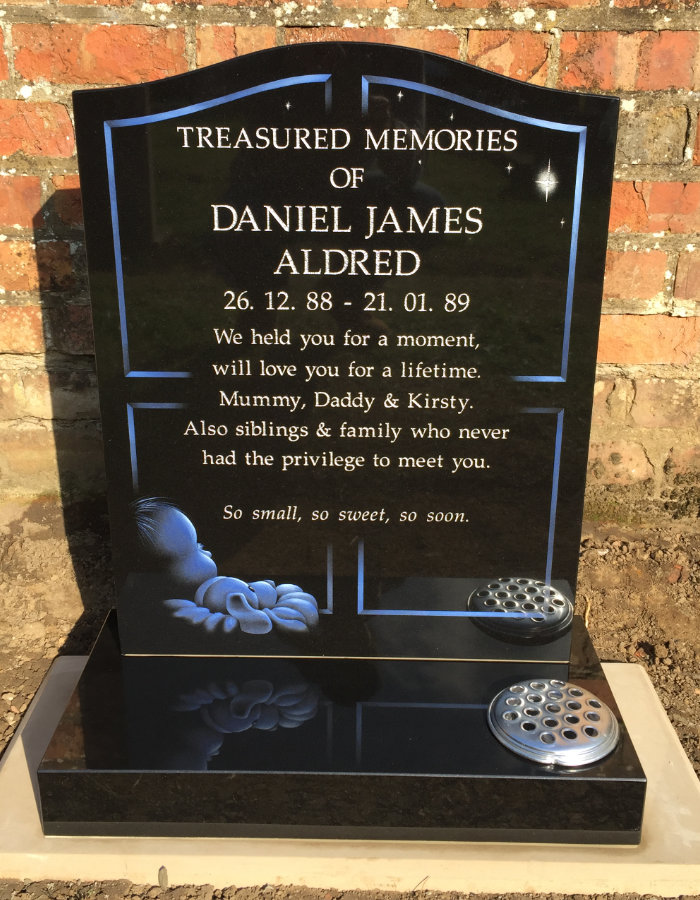 TREASURED MEMORIES
OF
DANIEL JAMES
ALDRED
26. 12. 88 - 21. 01. 89
We held you for a moment,
will love you for a lifetime.
Mummy, Daddy & Kirsty.
Also siblings & family who never
had the privilege to meet you.
So small, so sweet, so soon.